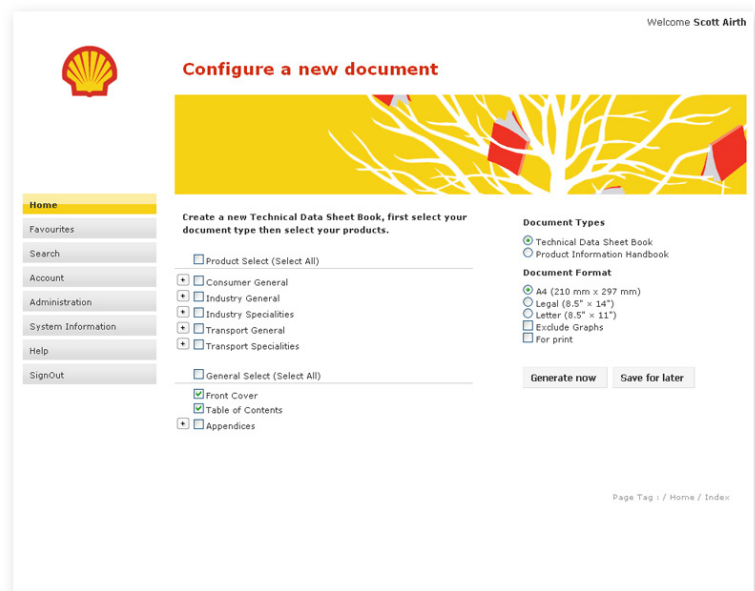 Welcome Scott Airth
Configure a new document
Home
Favourites
Search
Account
Administration
System Information
Help
SignOut
Create a new Technical Data Sheet Book, first select your
document type then select your products.
Product Select (Select All)
Consumer General
Industry General
Industry Specialities
Transport General
Transport Specialities
General Select (Select All)
Front Cover
Table of Contents
Appendices
Document Types
Technical Data Sheet Book
Product Information Handbook
Document Format
A4 (210 mm x 297 mm)
Legal (8.5" × 14")
Letter (8.5" × 11")
Exclude Graphs
For print
Generate now
Save for later
Page Tag : / Home / Index